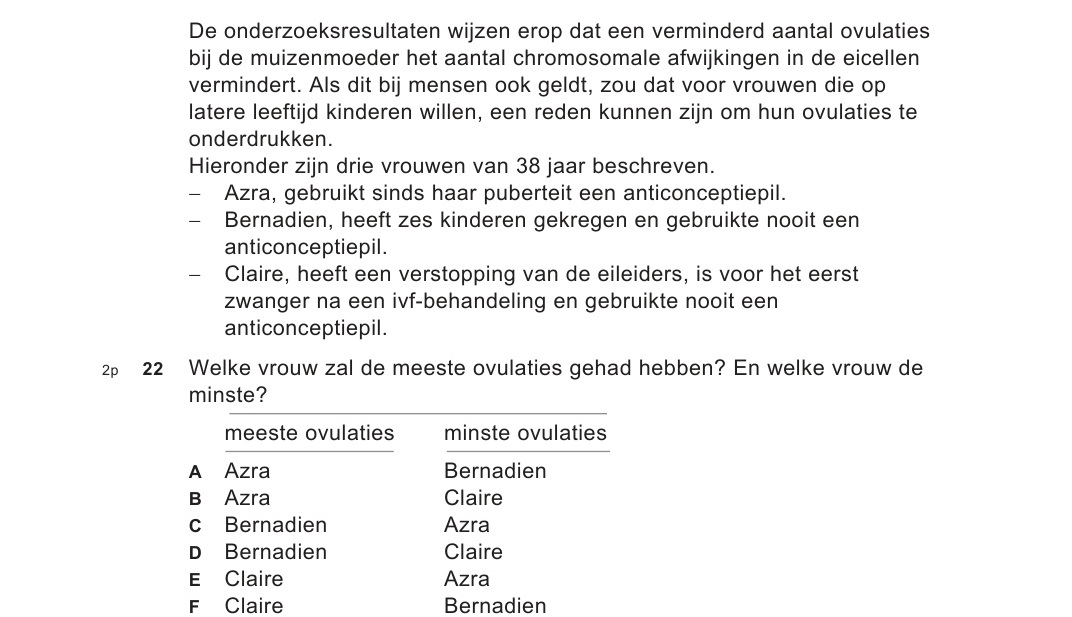 De onderzoeksresultaten wijzen erop dat een verminderd aantal ovulaties
bij de muizenmoeder het aantal chromosomale afwijkingen in de eicellen
vermindert. Als dit bij mensen ook geldt, zou dat voor vrouwen die op
latere leeftijd kinderen willen, een reden kunnen zijn om hun ovulaties te
onderdrukken.
Hieronder zijn drie vrouwen van 38 jaar beschreven.
– Azra, gebruikt sinds haar puberteit een anticonceptiepil.
– Bernadien, heeft zes kinderen gekregen en gebruikte nooit een
anticonceptiepil.
– Claire, heeft een verstopping van de eileiders, is voor het eerst
zwanger na een ivf-behandeling en gebruikte nooit een
anticonceptiepil.
2p 22 Welke vrouw zal de meeste ovulaties gehad hebben? En welke vrouw de
minste?
meeste ovulaties minste ovulaties
A Azra Bernadien
B Azra Claire
C Bernadien Azra
D Bernadien Claire
E Claire Azra
F Claire Bernadien